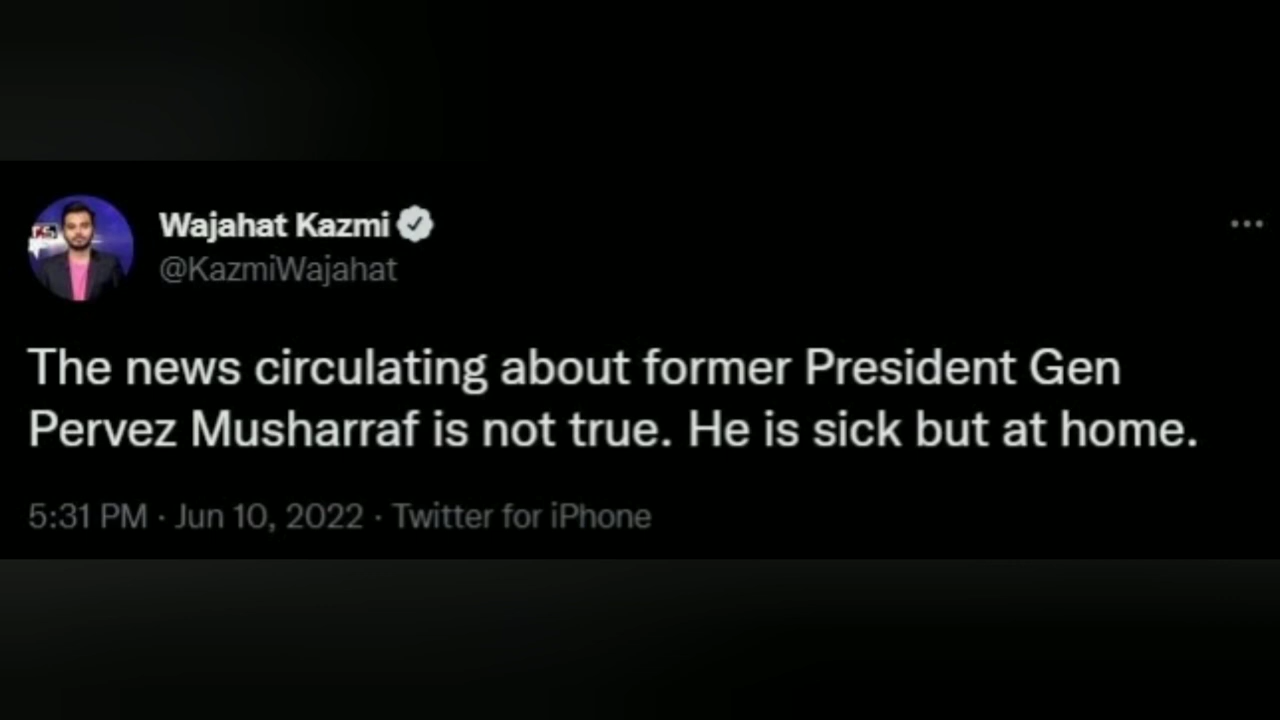 Wajahat Kazmi
@KazmiWajahat
The news circulating about former President Gen
Pervez Musharraf is not true. He is sick but at home.
5:31 PM · Jun 10, 2022 · Twitter for iPhone